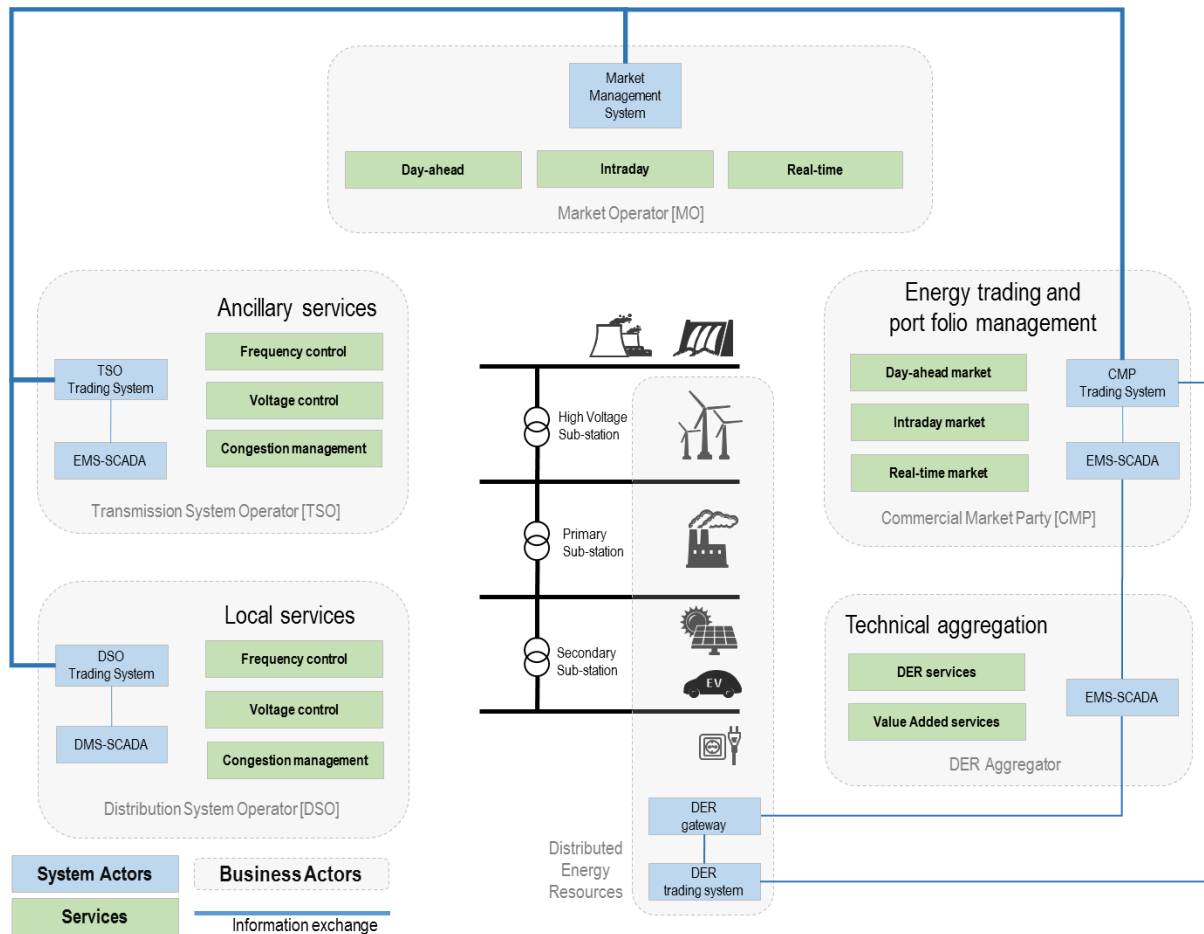 Market
Management
System
Day-ahead
Intraday
Real-time
Market Operator [MO]
Ancillary services
Frequency control
TSO
Trading System
Voltage control
Congestion management
EMS-SCADA
Transmission System Operator [TSO]
High Voltage
Sub-station
Primary
Sub-station
Secondary
Sub-station
EV
Energy trading and
port folio management
Day-ahead market
CMP
Trading System
Intraday market
EMS-SCADA
Real-time market
Commercial Market Party [CMP]
Local services
Frequency control
DSO
Trading System
Voltage control
DMS-SCADA
Congestion management
Distribution System Operator [DSO]
Technical aggregation
DER services
EMS-SCADA
Value Added services
DER Aggregator
DER
gateway
Distributed
Energy
Resources
DER
trading system
System Actors
Business Actors
Services
Information exchange